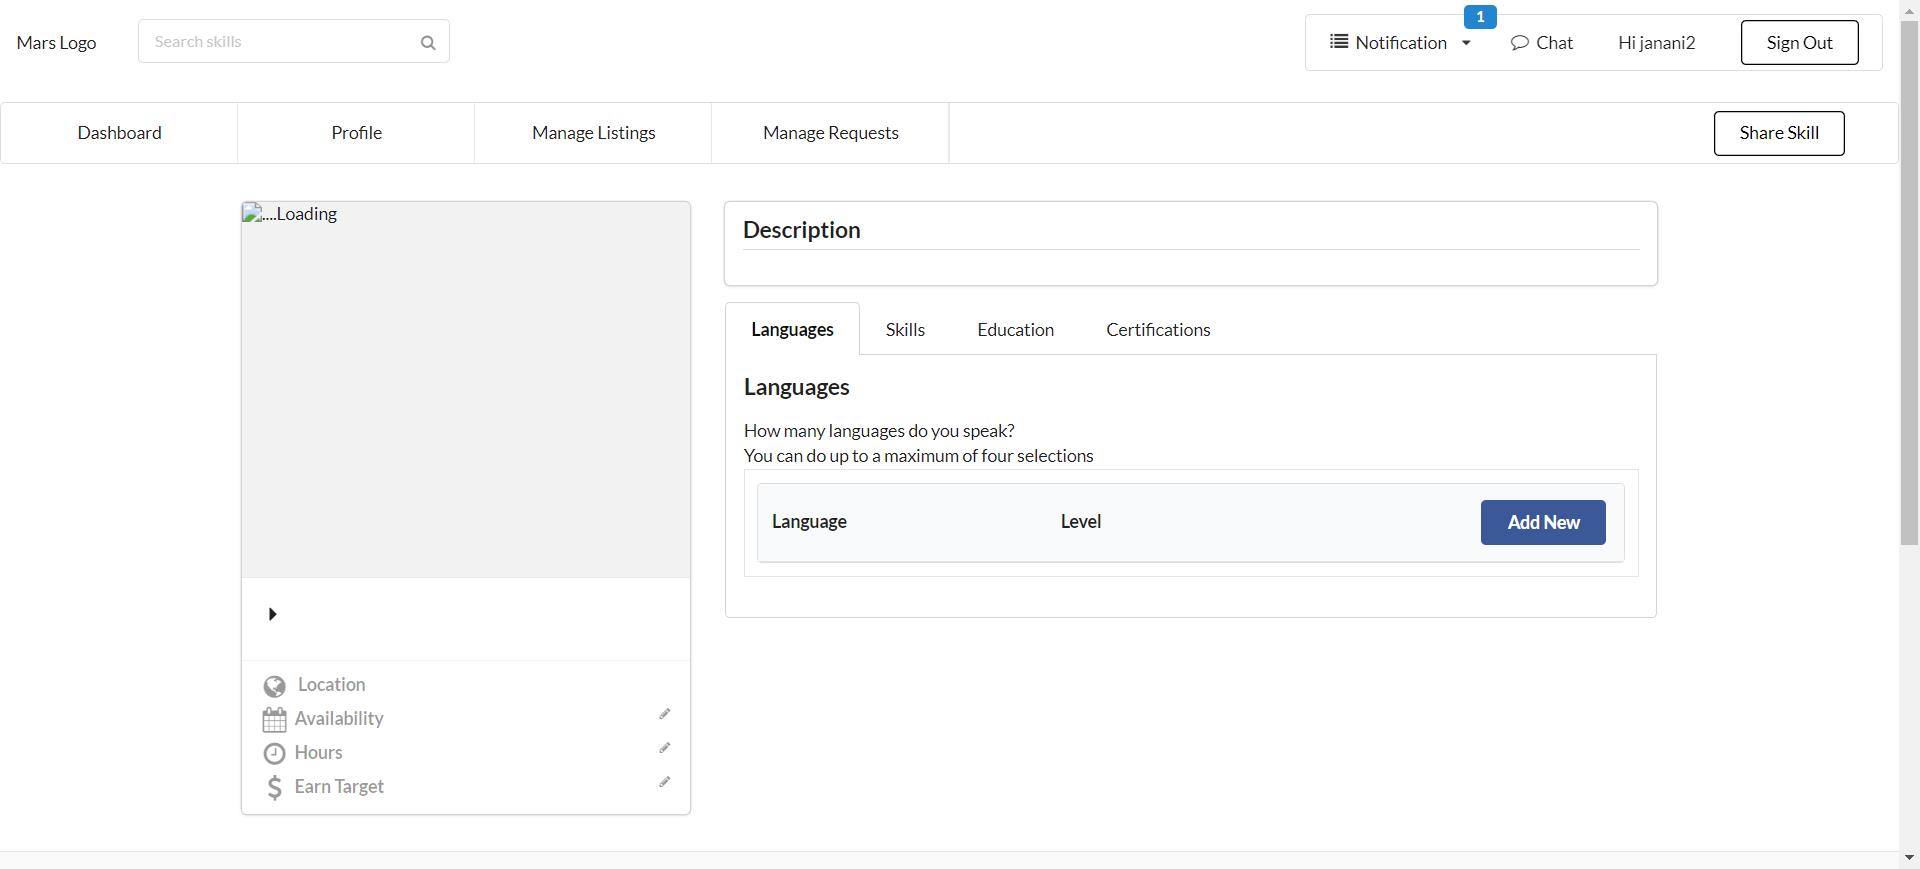 1
Mars Logo
Search skills
Notification
Chat
Hi janani2
Sign Out
Dashboard
Profile
Manage Listings
Manage Requests
Share Skill
....Loading
Location
Availability
Hours
Earn Target
Description
Languages
Skills
Education
Certifications
Languages
How many languages do you speak?
You can do up to a maximum of four selections
Language
Level
Add New